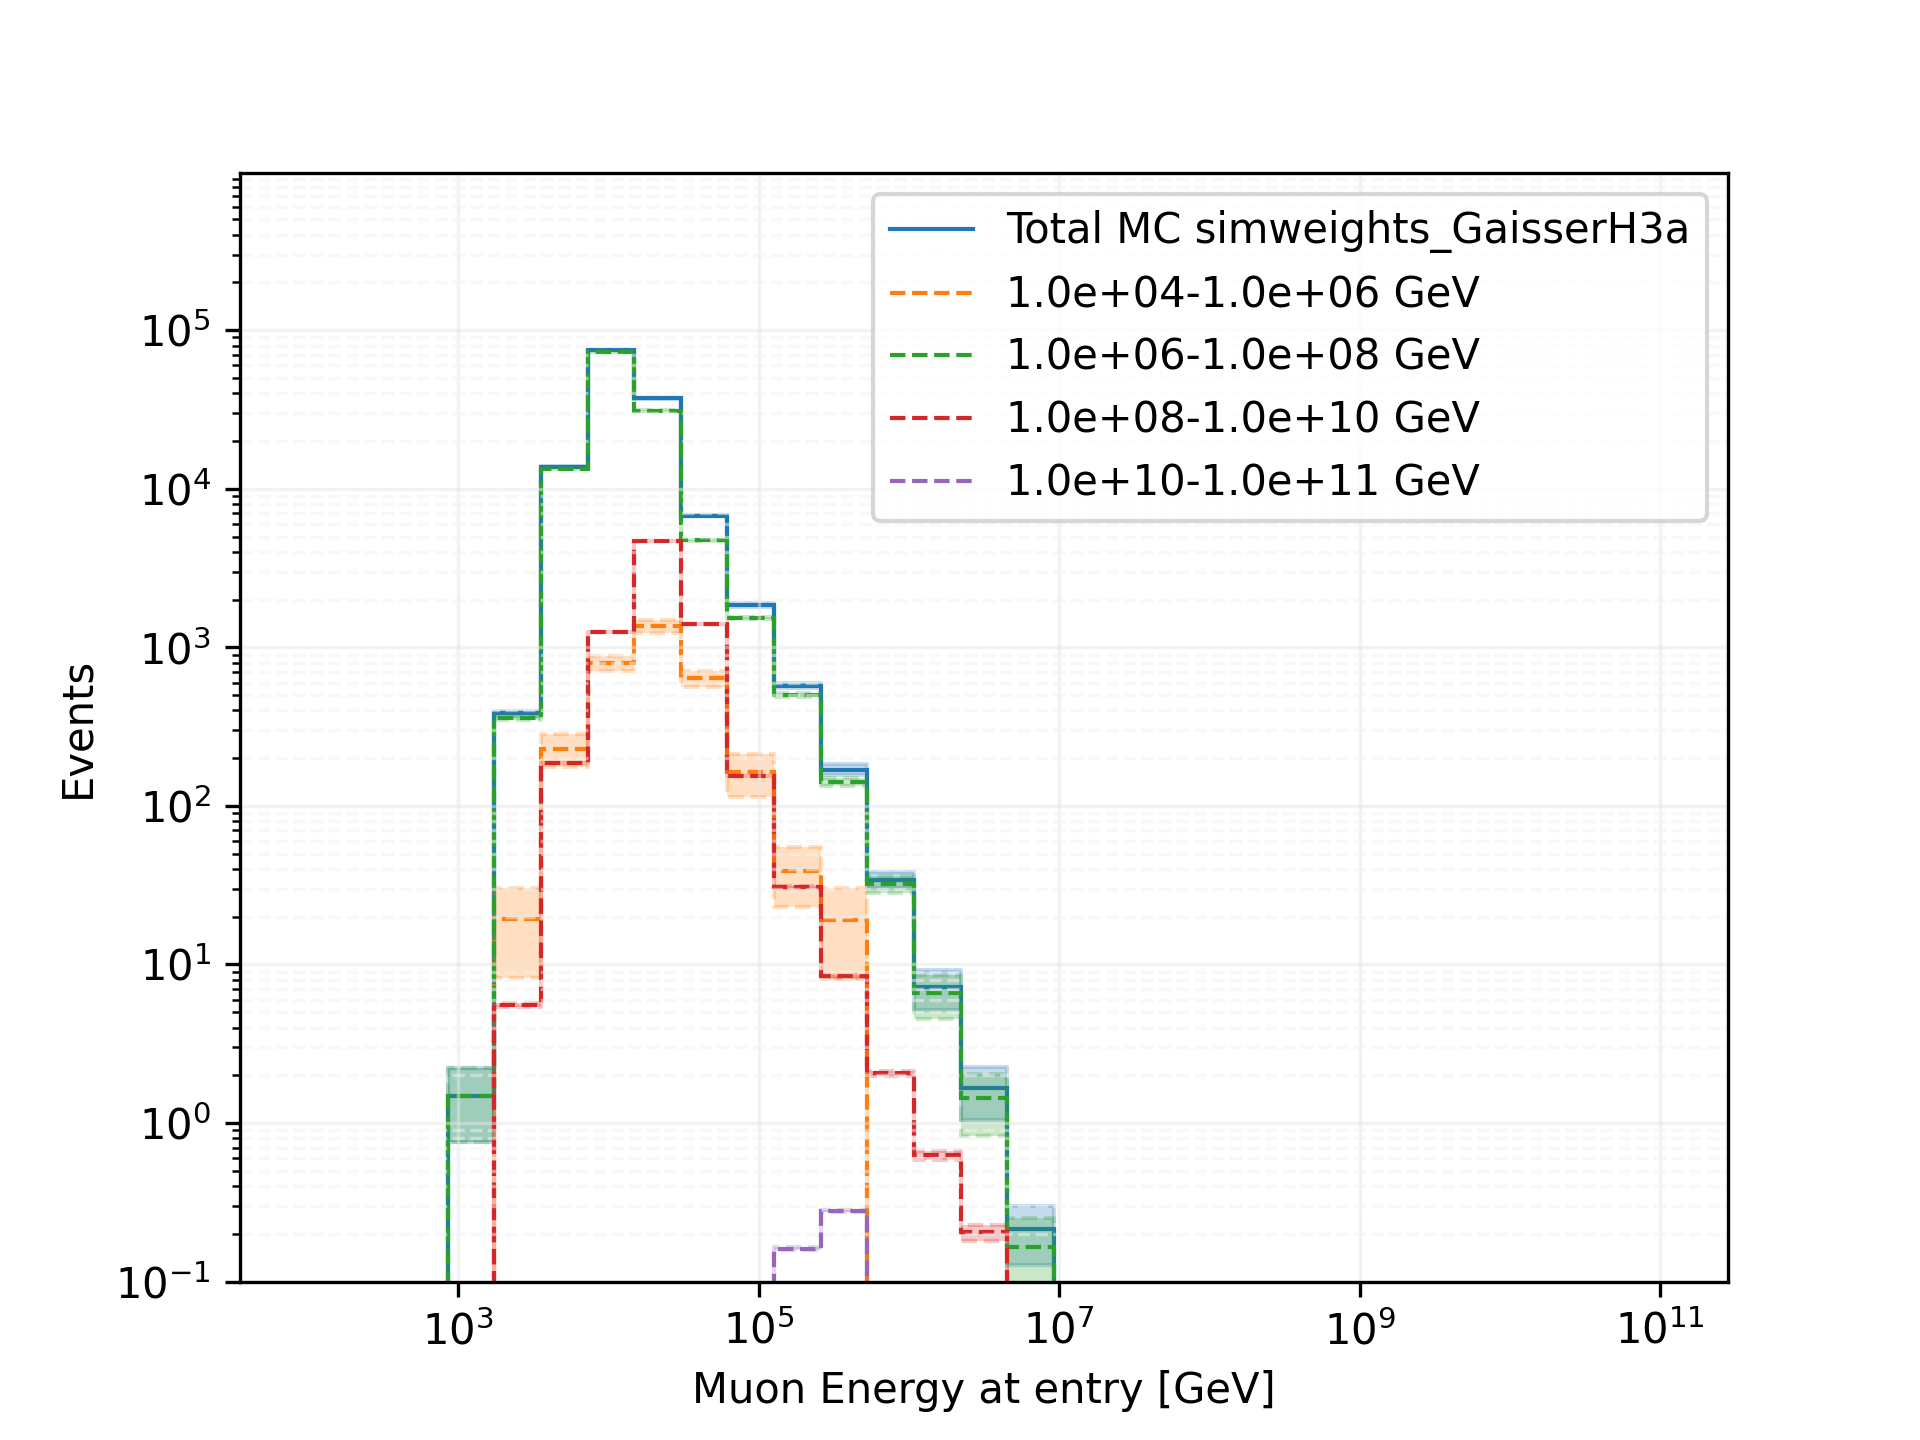 Total MC simweights_GaisserH3a
1.0e+04-1.0e+06 GeV
1.0e+06-1.0e+08 GeV
1.0e+08-1.0e+10 GeV
1.0e+10-1.0e+11 GeV
10⁵
10⁴
10³
10²
10¹
10⁰
10⁻¹
Events
10³ 10⁵ 10⁷ 10⁹ 10¹¹
Muon Energy at entry [GeV]